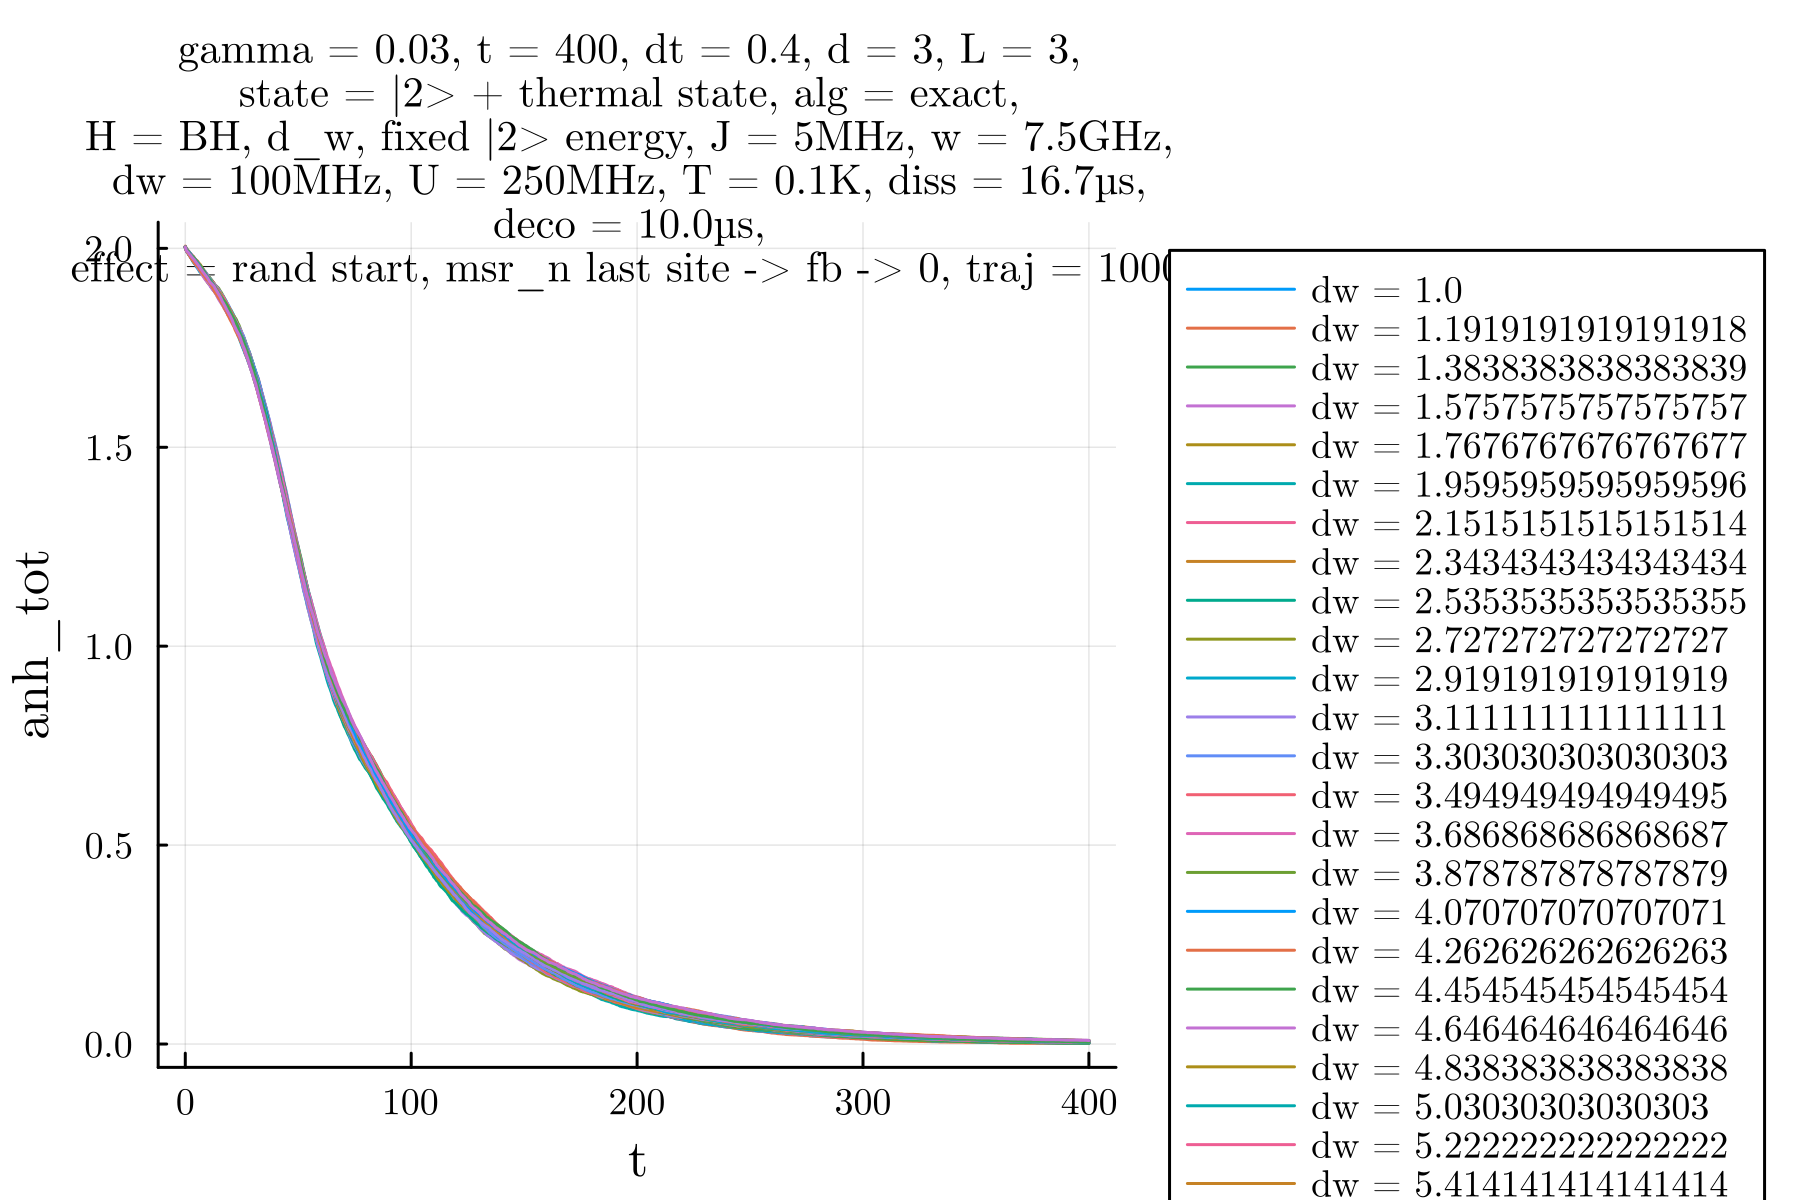 gamma = 0.03, t = 400, dt = 0.4, d = 3, L = 3,
state = |2> + thermal state, alg = exact,
H = BH, d_w, fixed |2> energy, J = 5MHz, w = 7.5GHz,
dw = 100MHz, U = 250MHz, T = 0.1K, diss = 16.7µs,
deco = 10.0µs,
effect = rand start, msr_n last site -> fb -> 0, traj = 1000
2.0
1.5
1.0
0.5
0.0
anh_tot
0 100 200 300 400
t
dw = 1.0
dw = 1.1919191919191918
dw = 1.3838383838383839
dw = 1.5757575757575757
dw = 1.7676767676767677
dw = 1.9595959595959596
dw = 2.1515151515151514
dw = 2.3434343434343434
dw = 2.5353535353535355
dw = 2.727272727272727
dw = 2.919191919191919
dw = 3.111111111111111
dw = 3.303030303030303
dw = 3.494949494949495
dw = 3.686868686868687
dw = 3.878787878787879
dw = 4.070707070707071
dw = 4.262626262626263
dw = 4.454545454545454
dw = 4.646464646464646
dw = 4.838383838383838
dw = 5.03030303030303
dw = 5.222222222222222
dw = 5.414141414141414